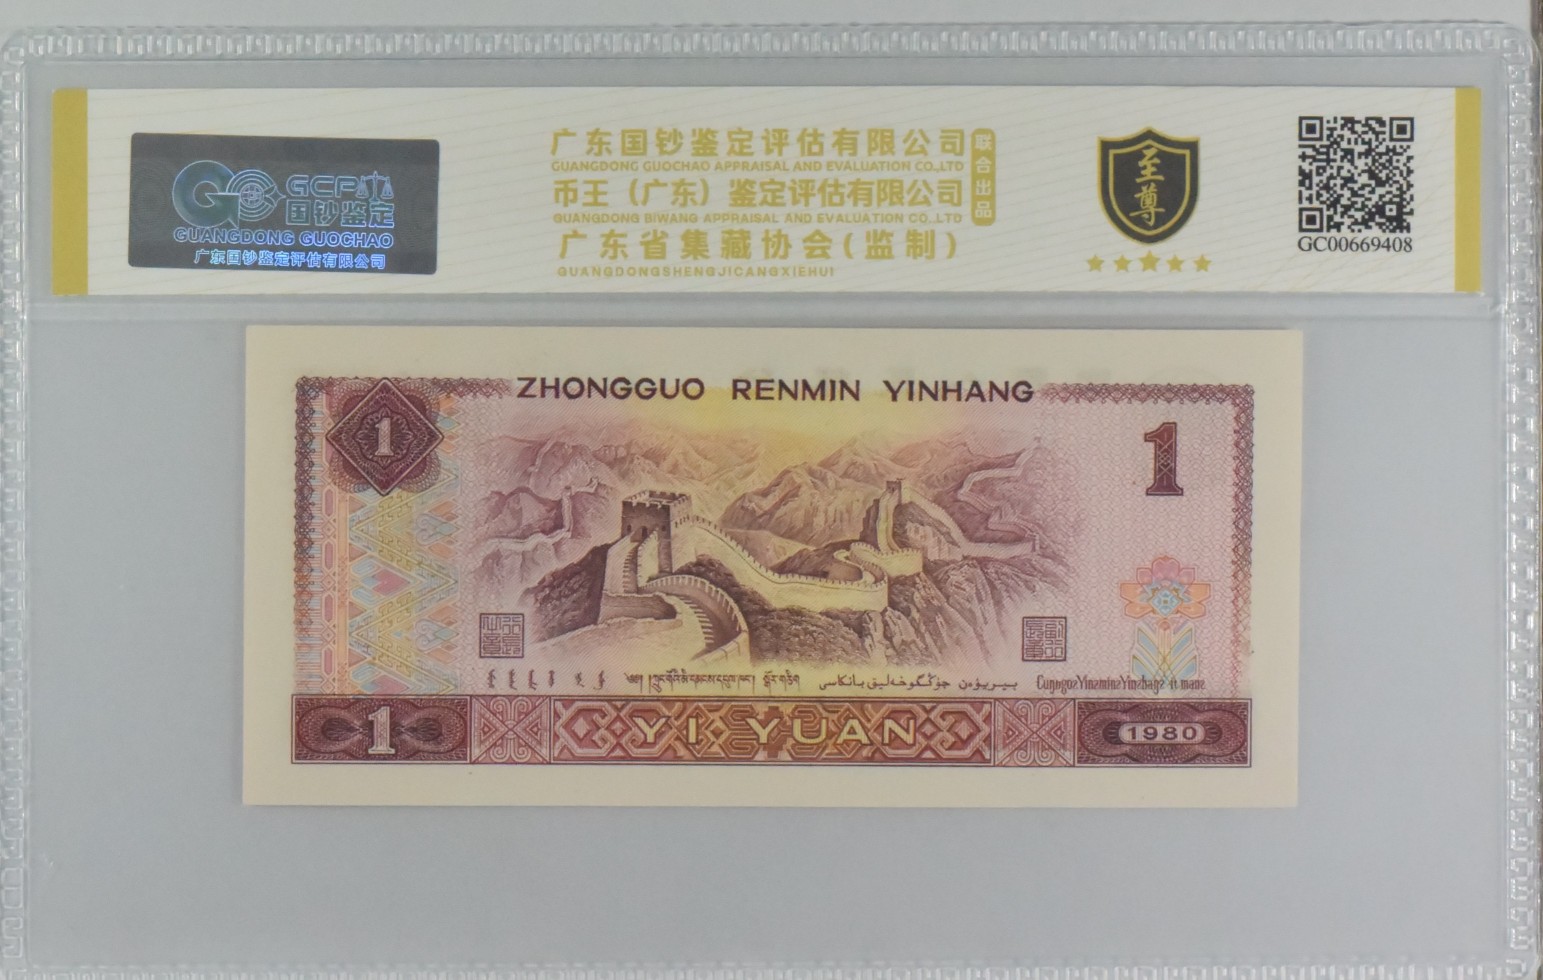 GCP
国钞鉴定
GUANGDONG GUOCHAO
广东国钞鉴定评估有限公司
广东国钞鉴定评估有限公司
GUANGDONG GUOCHAO APPRAISAL AND EVALUATION CO.,LTD
币王（广东）鉴定评估有限公司
GUANGDONG BIWANG APPRAISAL AND EVALUATION CO.,LTD
广东省集藏协会(监制)
GUANGDONGSHENGJICANGXIEHUI
联合出品
至尊
GC00669408
ZHONGGUO RENMIN YINHANG
1
1
بىريۋەن جۇڭگوخەلىق بانكاسى
1
YI YUAN
1980